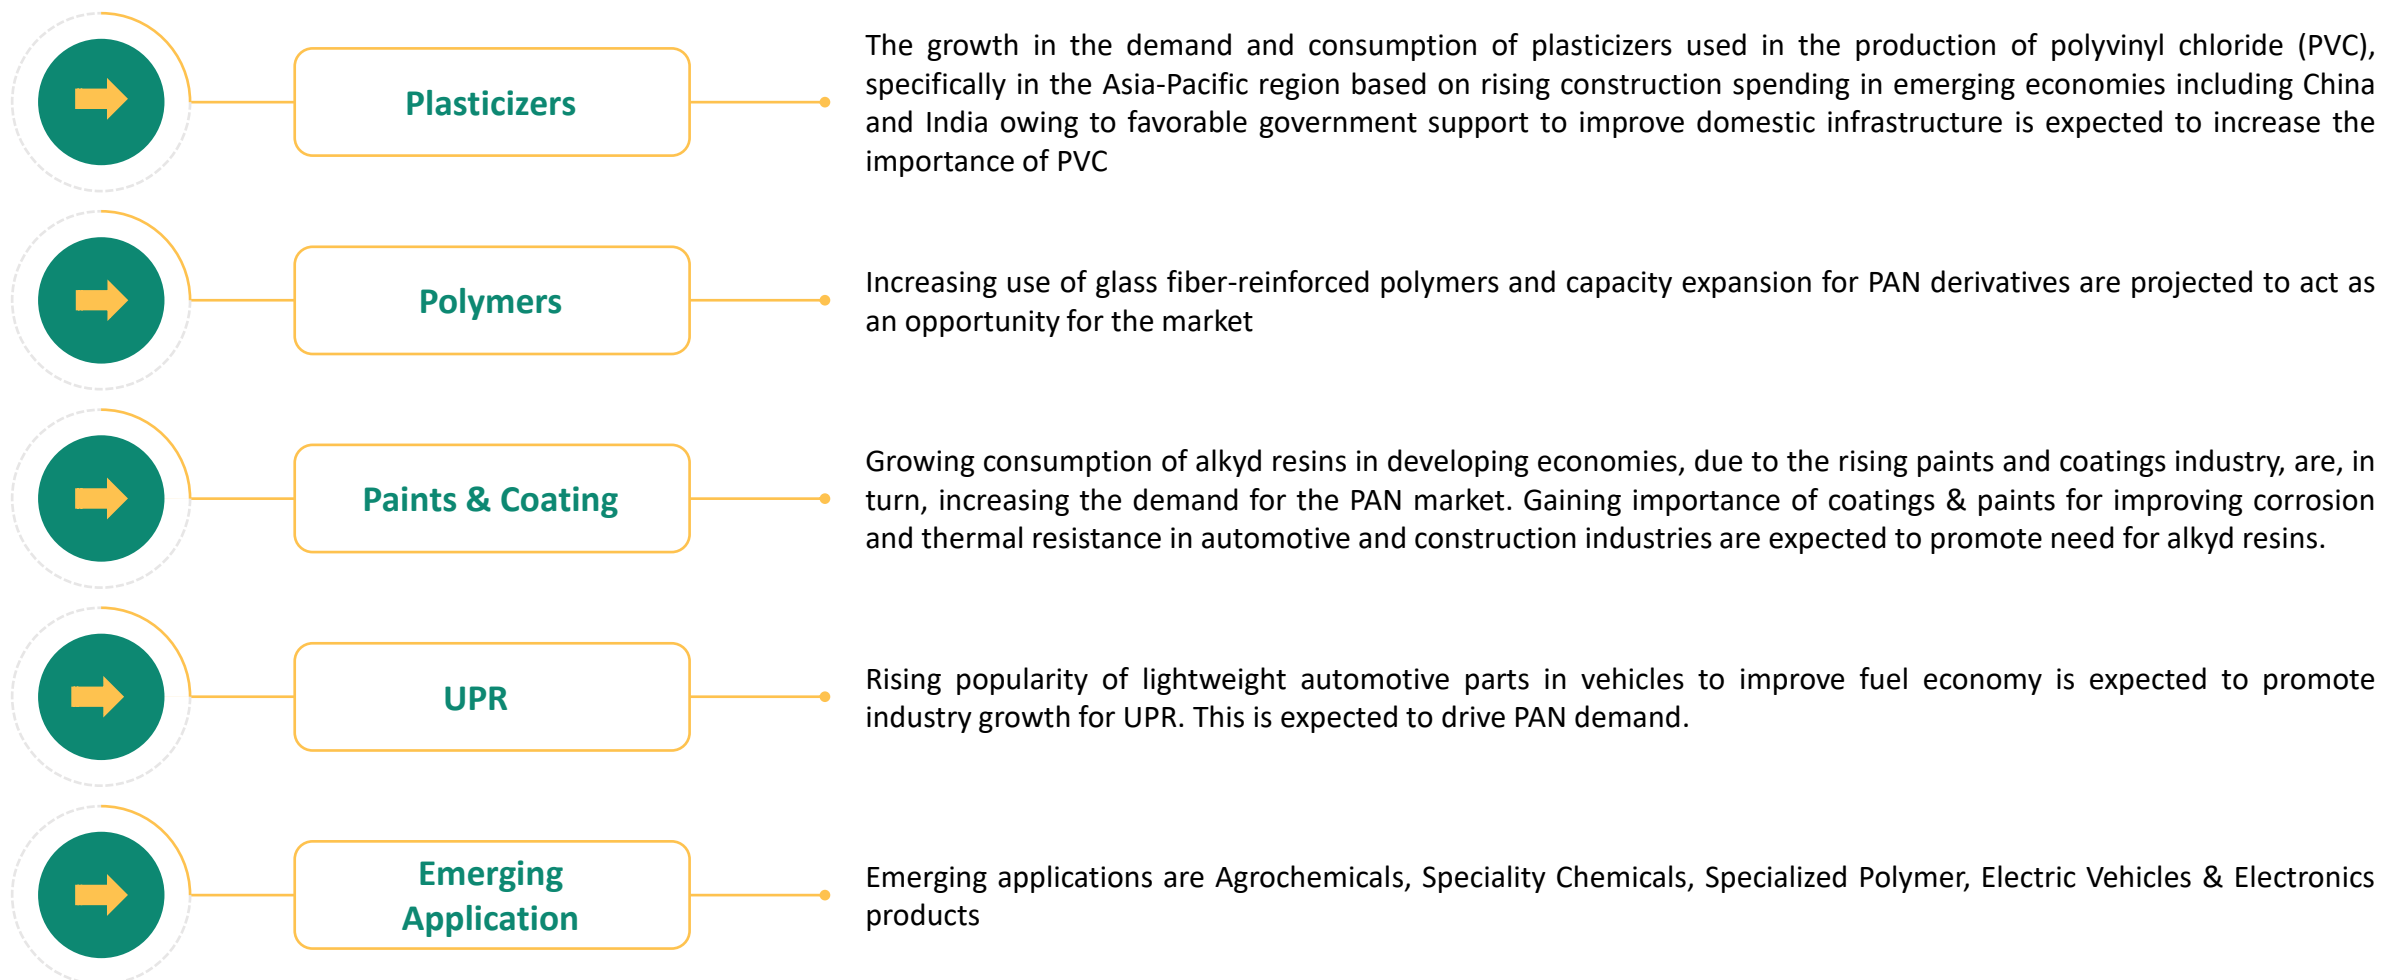 Plasticizers
The growth in the demand and consumption of plasticizers used in the production of polyvinyl chloride (PVC),
specifically in the Asia-Pacific region based on rising construction spending in emerging economies including China
and India owing to favorable government support to improve domestic infrastructure is expected to increase the
importance of PVC
Polymers
Increasing use of glass fiber-reinforced polymers and capacity expansion for PAN derivatives are projected to act as
an opportunity for the market
Paints & Coating
Growing consumption of alkyd resins in developing economies, due to the rising paints and coatings industry, are, in
turn, increasing the demand for the PAN market. Gaining importance of coatings & paints for improving corrosion
and thermal resistance in automotive and construction industries are expected to promote need for alkyd resins.
UPR
Rising popularity of lightweight automotive parts in vehicles to improve fuel economy is expected to promote
industry growth for UPR. This is expected to drive PAN demand.
Emerging
Application
Emerging applications are Agrochemicals, Speciality Chemicals, Specialized Polymer, Electric Vehicles & Electronics
products